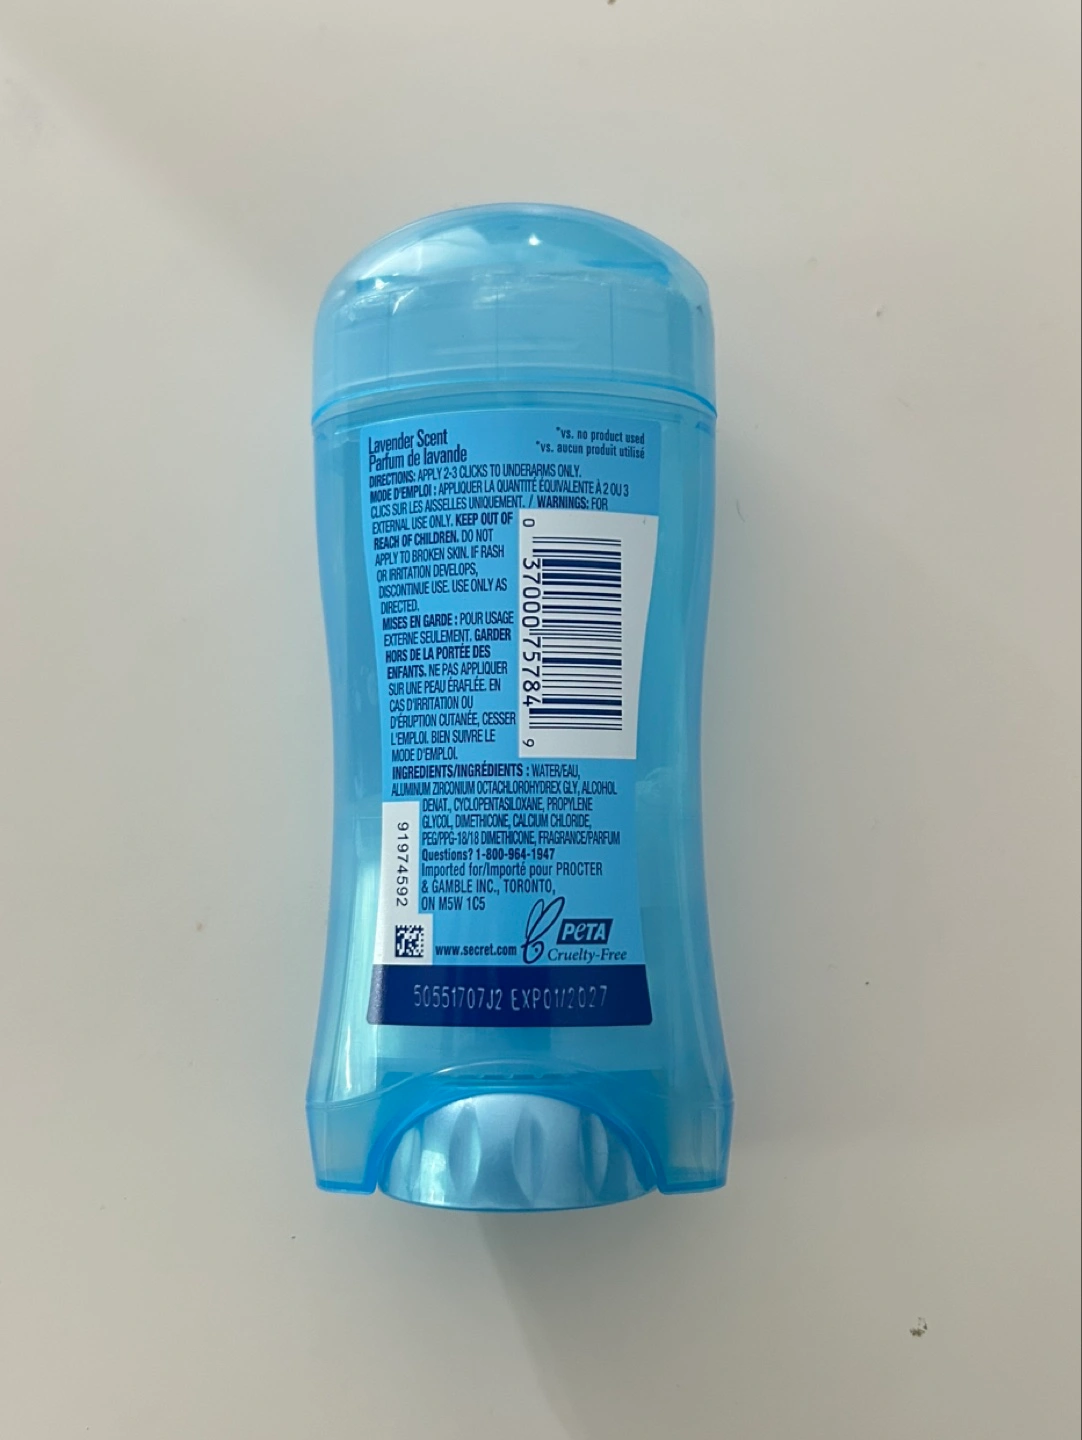 Lavender Scent
Parfum de lavande
*vs. no product used
*vs. aucun produit utilisé
DIRECTIONS: APPLY 2-3 CLICKS TO UNDERARMS ONLY.
MODE D'EMPLOI : APPLIQUER LA QUANTITÉ ÉQUIVALENTE À 2 OU 3
CLICS SUR LES AISSELLES UNIQUEMENT. / WARNINGS: FOR
EXTERNAL USE ONLY. KEEP OUT OF
REACH OF CHILDREN. DO NOT
APPLY TO BROKEN SKIN. IF RASH
OR IRRITATION DEVELOPS,
DISCONTINUE USE. USE ONLY AS
DIRECTED.
MISES EN GARDE : POUR USAGE
EXTERNE SEULEMENT. GARDER
HORS DE LA PORTÉE DES
ENFANTS. NE PAS APPLIQUER
SUR UNE PEAU ÉRAFLÉE. EN
CAS D'IRRITATION OU
D'ÉRUPTION CUTANÉE, CESSER
L'EMPLOI. BIEN SUIVRE LE
MODE D'EMPLOI.
0 37000 75784 9
INGREDIENTS/INGRÉDIENTS : WATER/EAU,
ALUMINUM ZIRCONIUM OCTACHLOROHYDREX GLY, ALCOHOL
DENAT., CYCLOPENTASILOXANE, PROPYLENE
GLYCOL, DIMETHICONE, CALCIUM CHLORIDE,
PEG/PPG-18/18 DIMETHICONE, FRAGRANCE/PARFUM
Questions? 1-800-964-1947
Imported for/Importé pour PROCTER
& GAMBLE INC., TORONTO,
ON M5W 1C5
91974592
www.secret.com
PETA
Cruelty-Free
50551707J2 EXP01/2027